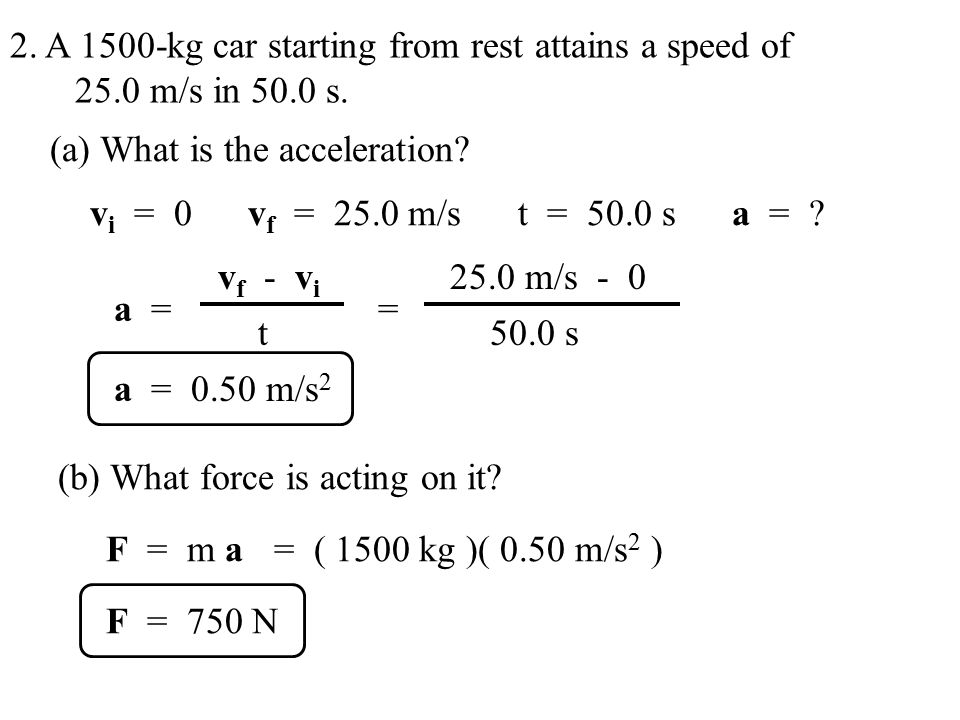 2. A 1500-kg car starting from rest attains a speed of
25.0 m/s in 50.0 s.
(a) What is the acceleration?
vᵢ = 0 v_f = 25.0 m/s t = 50.0 s a = ?
v_f - vᵢ 25.0 m/s - 0
a = =
t 50.0 s
a = 0.50 m/s²
(b) What force is acting on it?
F = m a = ( 1500 kg )( 0.50 m/s² )
F = 750 N